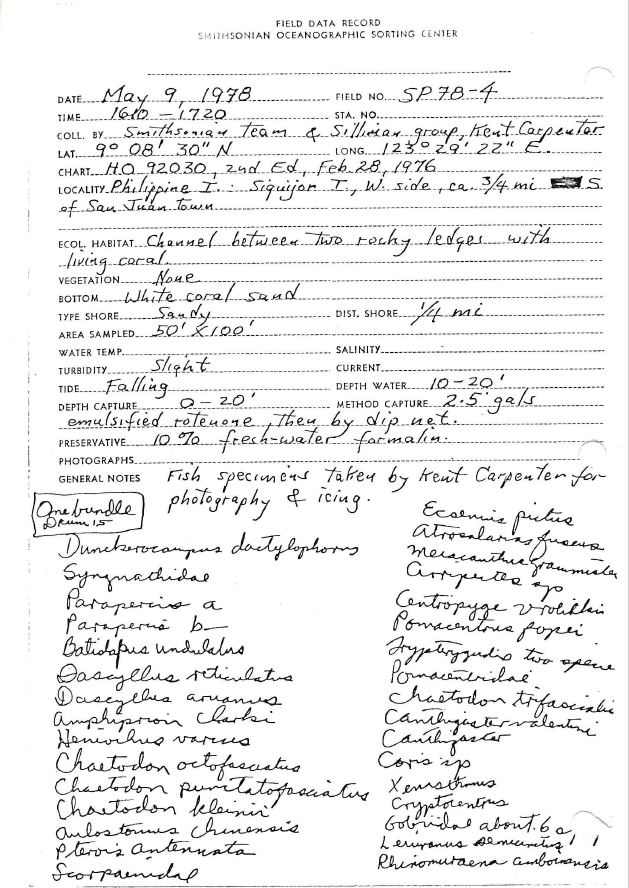 FIELD DATA RECORD
SMITHSONIAN OCEANOGRAPHIC SORTING CENTER
DATE May 9, 1978 FIELD NO. SP78-4
TIME 1610-1720 STA. NO.
COLL. BY Smithsonian team & Silliman group, Kent Carpenter
LAT. 9° 08' 30" N LONG. 123° 29' 22" E.
CHART HO 92030, 2nd Ed, Feb 28, 1976
LOCALITY Philippine I.: Siquijor I., W. side, ca. 3/4 mi S.
of San Juan town
ECOL. HABITAT Channel between two rocky ledges with
living coral.
VEGETATION None
BOTTOM White coral sand
TYPE SHORE Sandy DIST. SHORE 1/4 mi
AREA SAMPLED 50' X 100'
WATER TEMP. SALINITY
TURBIDITY Slight CURRENT
TIDE Falling DEPTH WATER 10-20'
DEPTH CAPTURE 0-20' METHOD CAPTURE 2.5 gals
emulsified rotenone, then by dip net.
PRESERVATIVE 10% fresh-water formalin.
PHOTOGRAPHS
GENERAL NOTES Fish specimens taken by Kent Carpenter for
photography & icing.
One bundle
Drum 15
Dunckerocampus dactylophorus
Syngnathidae
Parapercis a
Parapercis b
Batidapus undulatus
Dascyllus reticulatus
Dascyllus aruanus
Amphiprion clarki
Heniochus varius
Chaetodon octofasciatus
Chaetodon punctatofasciatus
Chaetodon kleinii
Aulostomus chinensis
Pterois antennata
Scorpaenidae
Ecsenius pictus
Atrosalarias fuscus
Meiacanthus grammistes
Cirripectes sp
Centropyge vroliki
Pomacentrus popei
Trypterygiidis two specie
Pomacentridae
Chaetodon trifascialis
Canthigaster valentini
Canthigaster
Coris sp
Cryptocentrus
Gobiidae about 6 a
Rhinomuraena amboinensis